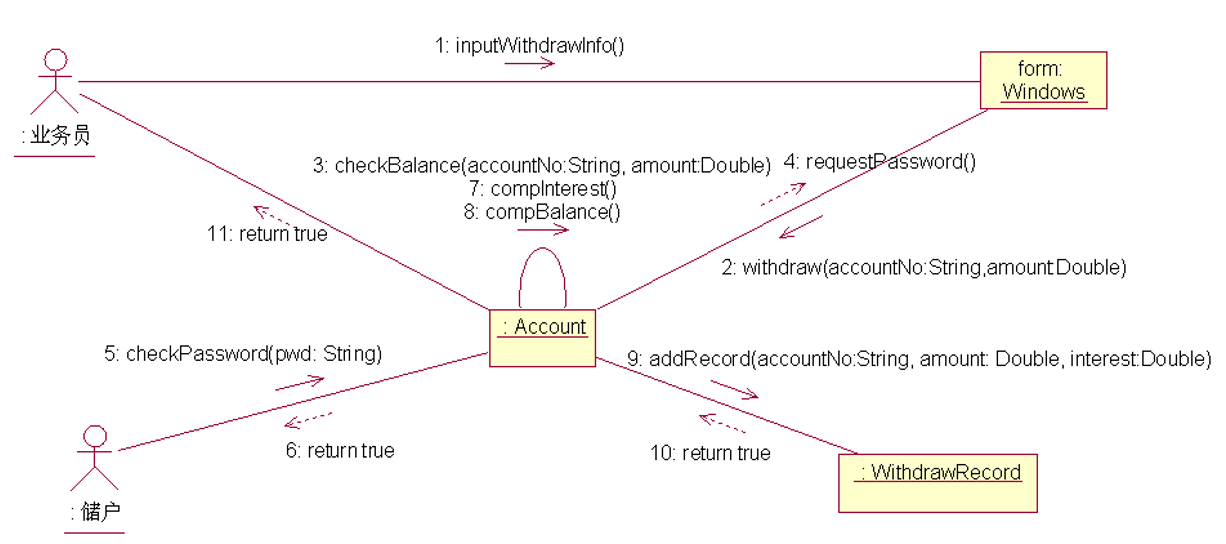 1: inputWithdrawInfo()
form:
Windows
: 业务员
3: checkBalance(accountNo:String, amount:Double)
4: requestPassword()
7: compInterest()
8: compBalance()
11: return true
2: withdraw(accountNo:String,amount:Double)
: Account
5: checkPassword(pwd: String)
9: addRecord(accountNo:String, amount: Double, interest:Double)
6: return true
10: return true
: WithdrawRecord
: 储户